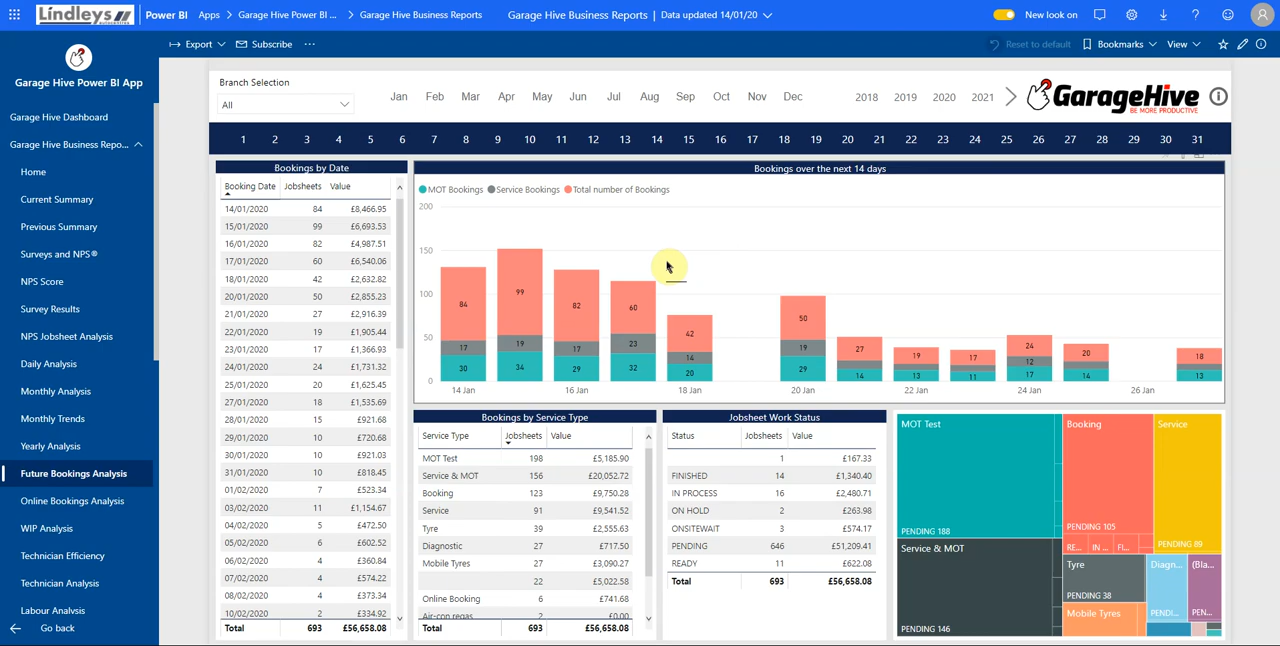 Lindleys AUTOCENTRES Power BI Apps > Garage Hive Power BI ... > Garage Hive Business Reports Garage Hive Business Reports | Data updated 14/01/20 New look on
Export Subscribe ... Reset to default Bookmarks View
Garage Hive Power BI App
Garage Hive Dashboard
Garage Hive Business Repo...
Home
Current Summary
Previous Summary
Surveys and NPS®
NPS Score
Survey Results
NPS Jobsheet Analysis
Daily Analysis
Monthly Analysis
Monthly Trends
Yearly Analysis
Future Bookings Analysis
Online Bookings Analysis
WIP Analysis
Technician Efficiency
Technician Analysis
Labour Analysis
Go back
Branch Selection
All
Jan Feb Mar Apr May Jun Jul Aug Sep Oct Nov Dec
2018 2019 2020 2021
GarageHive
BE MORE PRODUCTIVE
1 2 3 4 5 6 7 8 9 10 11 12 13 14 15 16 17 18 19 20 21 22 23 24 25 26 27 28 29 30 31
Bookings by Date
Booking Date Jobsheets Value
14/01/2020 84 £8,466.95
15/01/2020 99 £6,693.53
16/01/2020 82 £4,987.51
17/01/2020 60 £6,540.06
18/01/2020 42 £2,632.82
20/01/2020 50 £2,855.23
21/01/2020 27 £2,916.39
22/01/2020 19 £1,905.44
23/01/2020 17 £1,366.93
24/01/2020 24 £1,731.32
25/01/2020 20 £1,625.45
27/01/2020 18 £1,535.69
28/01/2020 15 £921.68
29/01/2020 10 £720.68
30/01/2020 10 £921.03
31/01/2020 10 £818.45
01/02/2020 7 £523.34
03/02/2020 11 £1,154.67
04/02/2020 5 £472.50
05/02/2020 6 £602.52
06/02/2020 4 £360.84
07/02/2020 4 £574.22
08/02/2020 4 £373.34
10/02/2020 2 £334.92
Total 693 £56,658.08
Bookings over the next 14 days
MOT Bookings Service Bookings Total number of Bookings
200
150
100
50
0
84 99 82 60 42 50 27 19 17 24 20 18
17 19 17 23 14 19 12
30 34 29 32 20 29 14 13 11 17 14 13
14 Jan 16 Jan 18 Jan 20 Jan 22 Jan 24 Jan 26 Jan
Bookings by Service Type
Service Type Jobsheets Value
MOT Test 198 £5,185.90
Service & MOT 156 £20,052.72
Booking 123 £9,750.28
Service 91 £9,541.52
Tyre 39 £2,555.63
Diagnostic 27 £717.50
Mobile Tyres 27 £3,090.27
22 £5,022.58
Online Booking 6 £741.68
Air-con regas 2 £0.00
Total 693 £56,658.08
Jobsheet Work Status
Status Jobsheets Value
1 £167.33
FINISHED 14 £1,340.40
IN PROCESS 16 £2,480.71
ON HOLD 2 £263.98
ONSITEWAIT 3 £574.17
PENDING 646 £51,209.41
READY 11 £622.08
Total 693 £56,658.08
MOT Test
PENDING 188
Service & MOT
PENDING 146
Booking
PENDING 105
RE... IN ... FI...
Service
PENDING 89
Tyre
PENDING 38
Mobile Tyres
Diagn...
PENDI...
(Bla...
PEN...